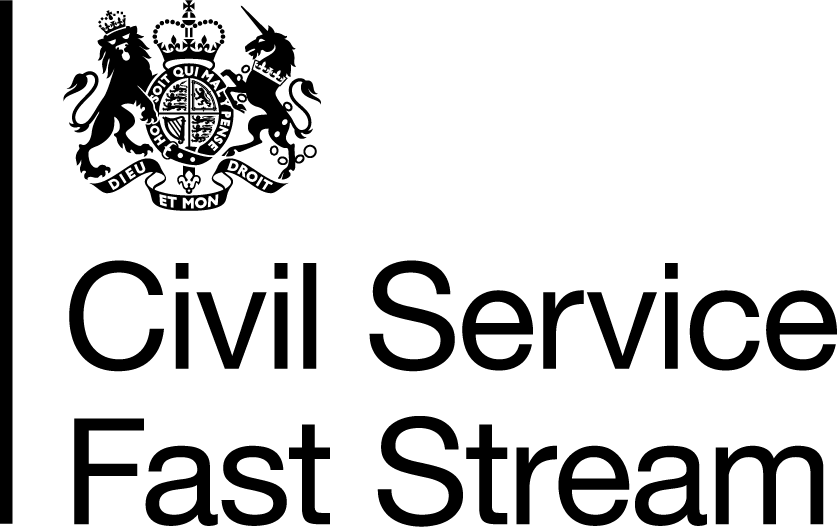 HONI SOIT QUI MAL Y PENSE
DIEU ET MON DROIT
Civil Service
Fast Stream